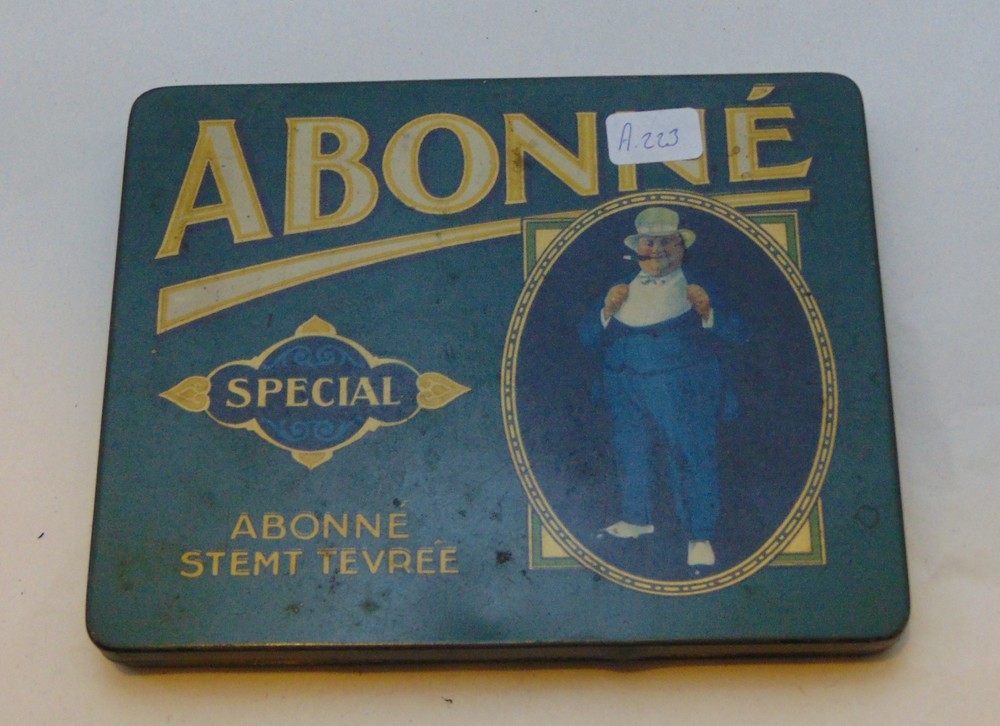 ABONNÉ
A.223
SPECIAL
ABONNÉ
STEMT TEVREÉ